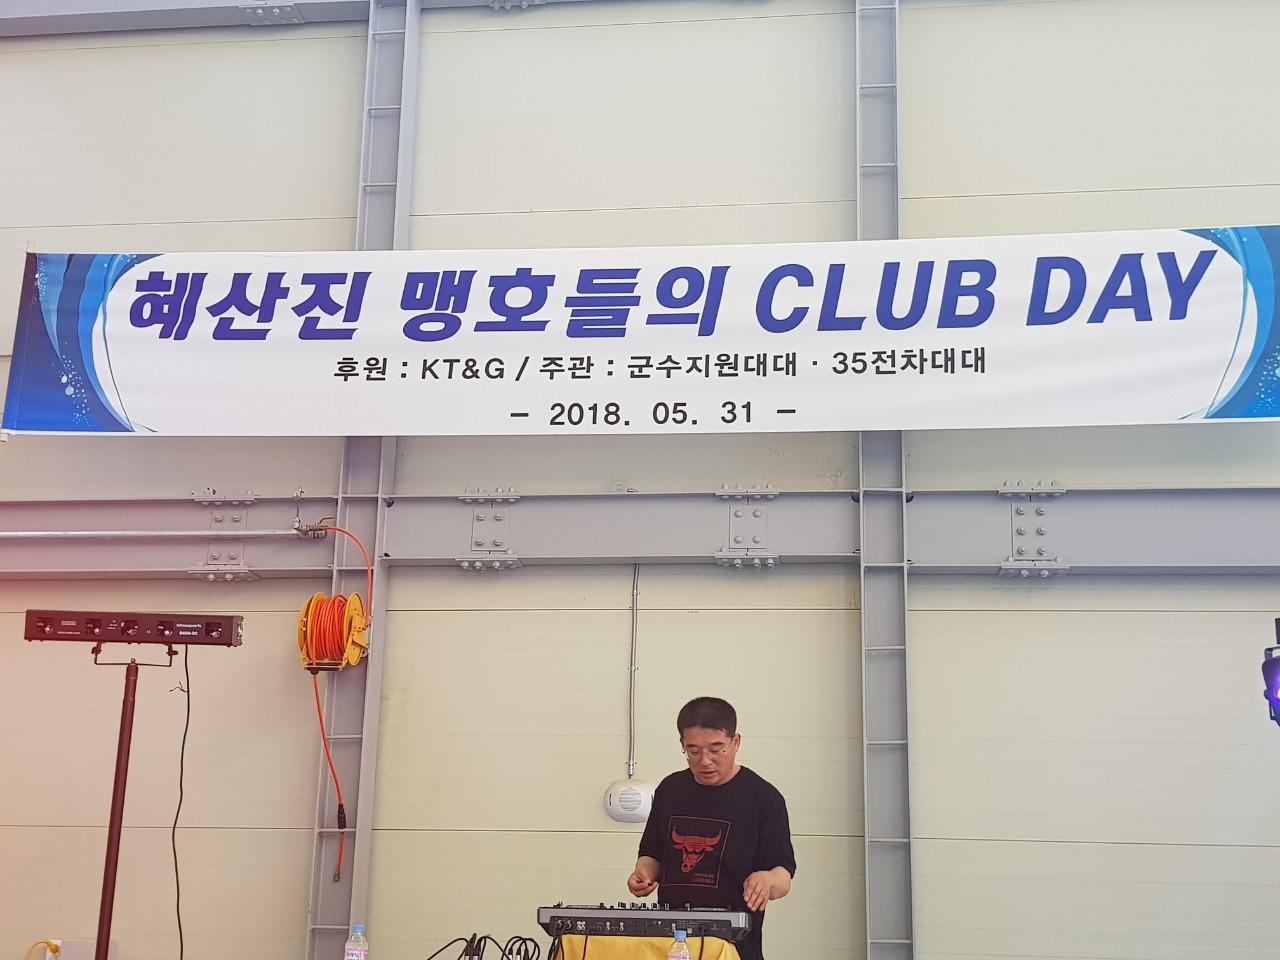 혜산진 맹호들의 CLUB DAY
후원 : KT&G / 주관 : 군수지원대대 · 35전차대대
– 2018. 05. 31 –